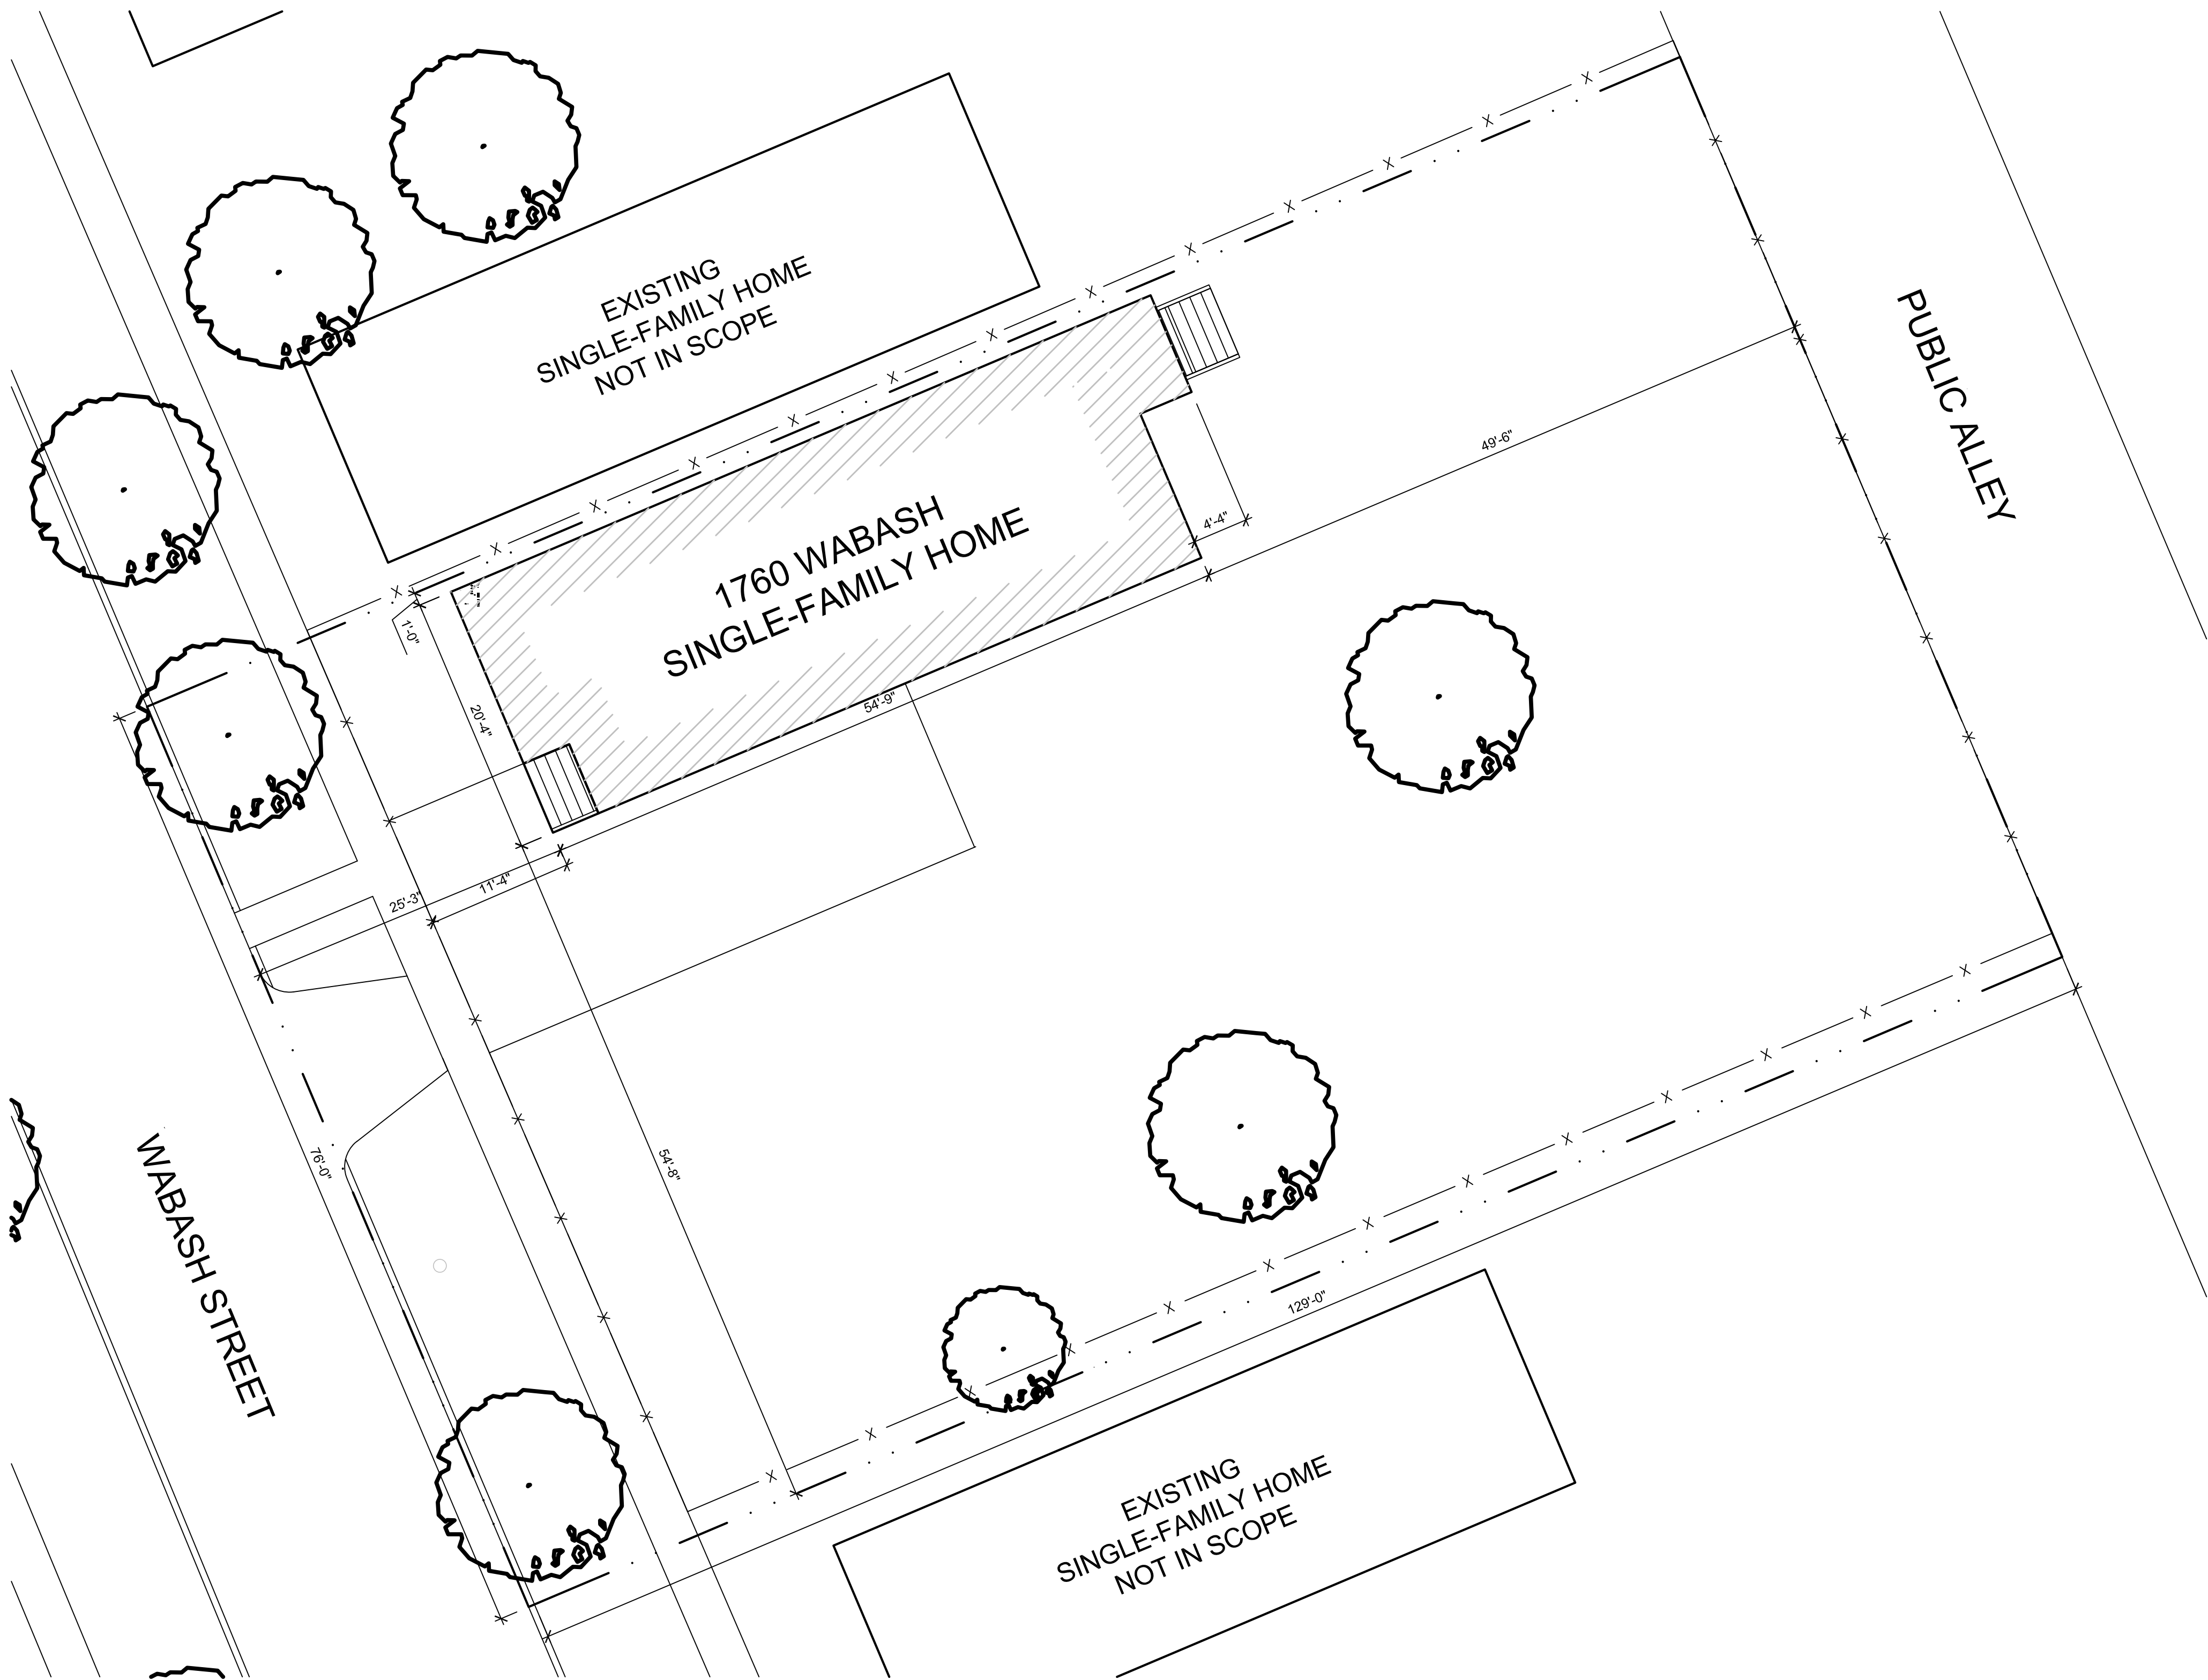 EXISTING
SINGLE-FAMILY HOME
NOT IN SCOPE
PUBLIC ALLEY
49'-6"
4'-4"
1760 WABASH
SINGLE-FAMILY HOME
1'-0"
20'-4"
54'-9"
11'-4"
25'-3"
76'-0"
54'-8"
WABASH STREET
129'-0"
EXISTING
SINGLE-FAMILY HOME
NOT IN SCOPE